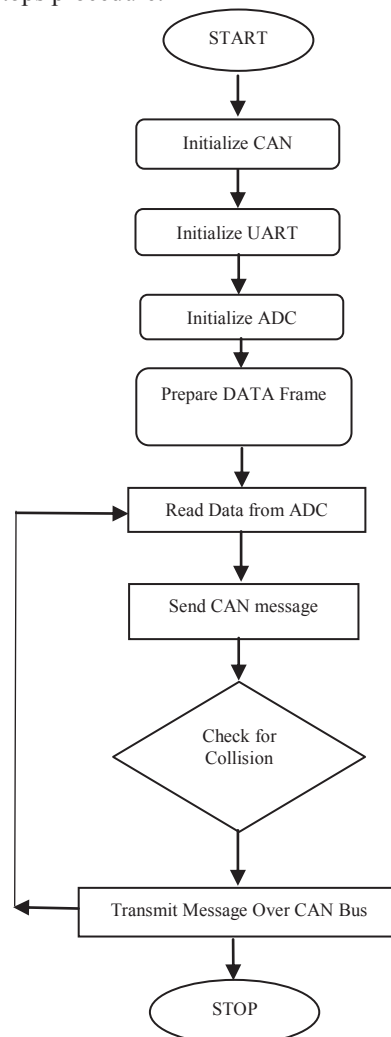 START
Initialize CAN
Initialize UART
Initialize ADC
Prepare DATA Frame
Read Data from ADC
Send CAN message
Check for
Collision
Transmit Message Over CAN Bus
STOP